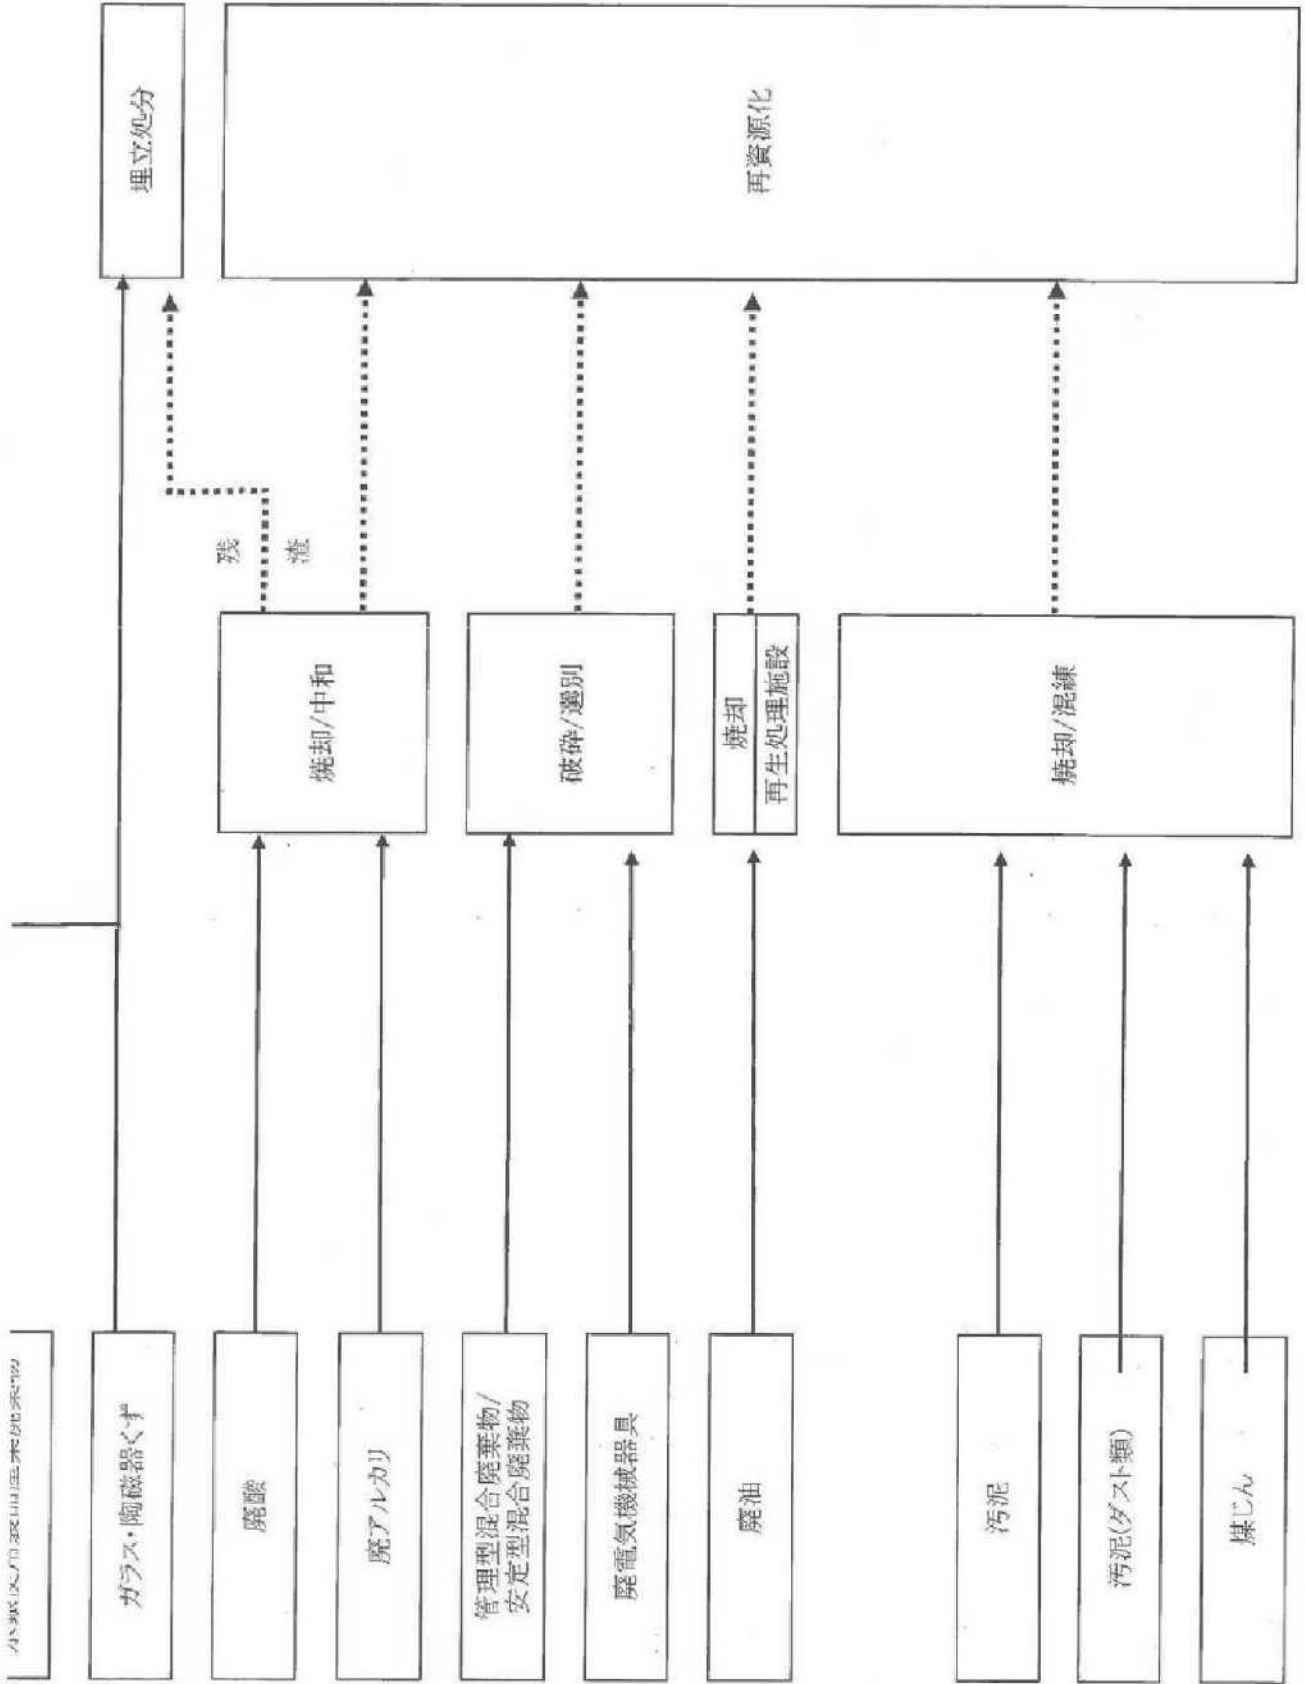 ガラス・陶磁器くず
廃酸
廃アルカリ
管理型混合廃棄物/
安定型混合廃棄物
廃電気機械器具
廃油
汚泥
汚泥(ダスト類)
煤じん
焼却/中和
破砕/選別
焼却
再生処理施設
焼却/混練
残
渣
埋立処分
再資源化